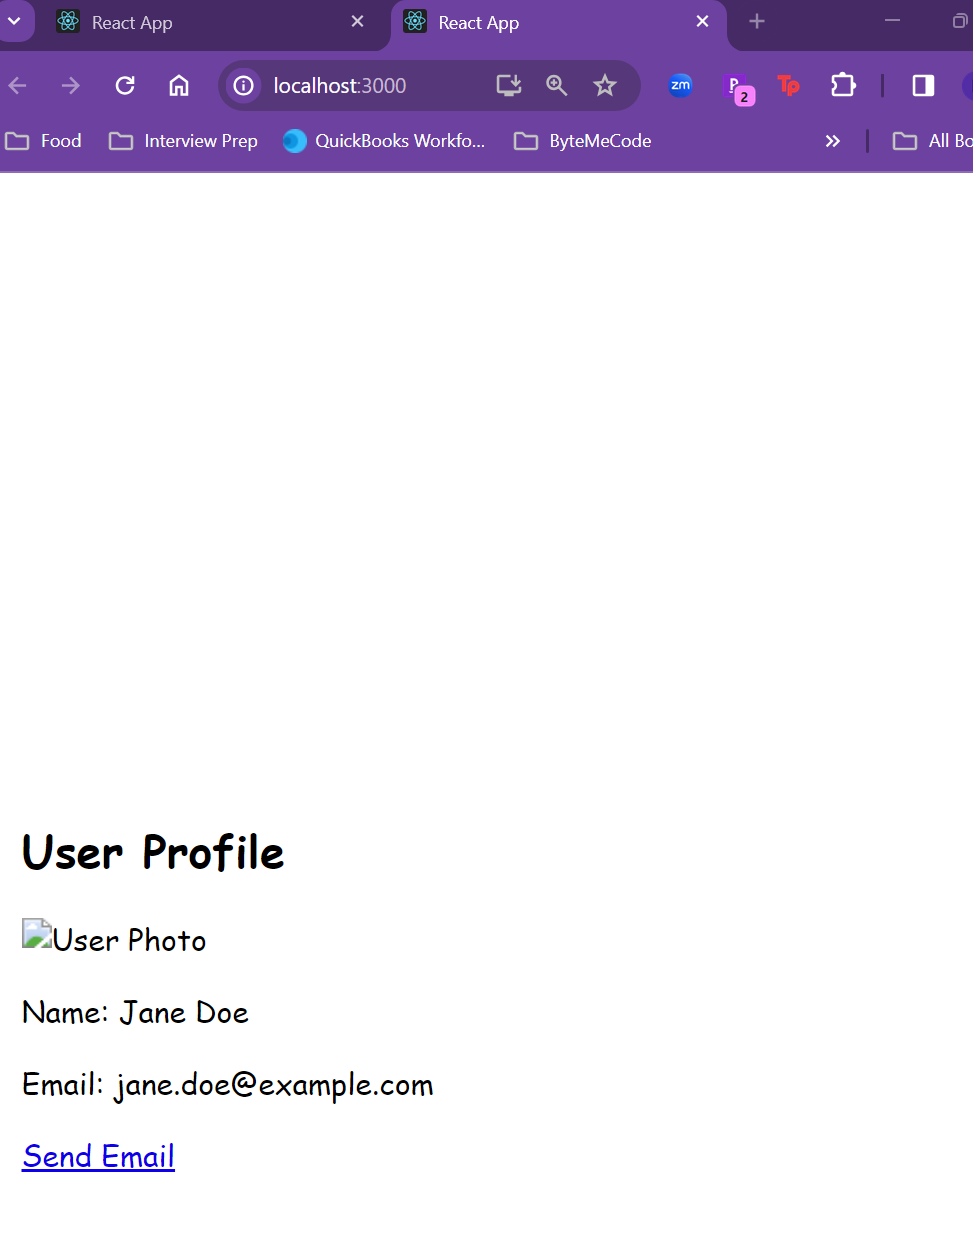 React App
React App
localhost:3000
zm
P
2
Tp
Food
Interview Prep
QuickBooks Workfo...
ByteMeCode
All Bo
User Profile
User Photo
Name: Jane Doe
Email: jane.doe@example.com
Send Email